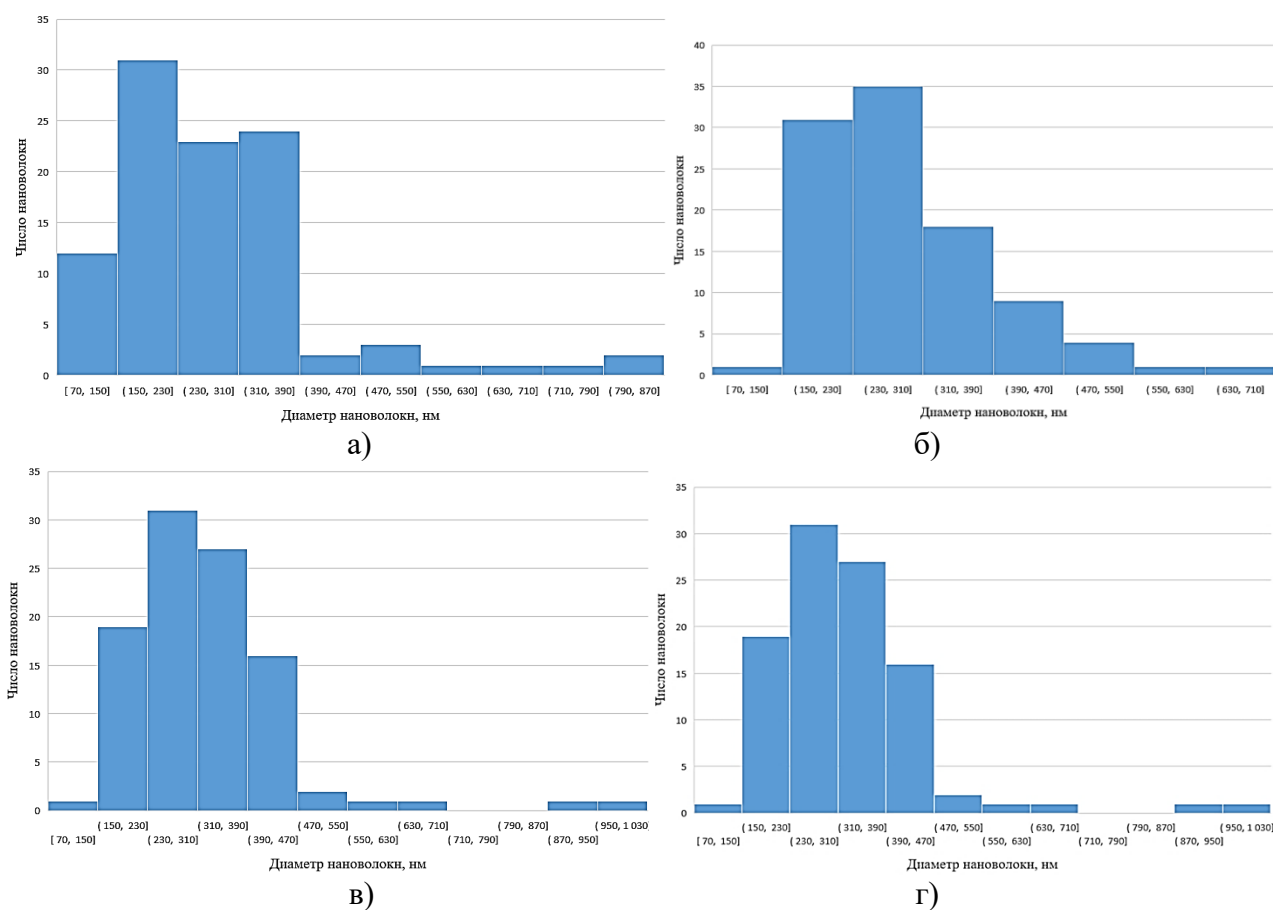 35
30
25
20
15
10
5
0
Число нановолокн
[ 70, 150] ( 150, 230] ( 230, 310] ( 310, 390] ( 390, 470] ( 470, 550] ( 550, 630] ( 630, 710] ( 710, 790] ( 790, 870]
Диаметр нановолокн, нм
а)
40
35
30
25
20
15
10
5
0
Число нановолокн
[ 70, 150] ( 150, 230] ( 230, 310] ( 310, 390] ( 390, 470] ( 470, 550] ( 550, 630] ( 630, 710]
Диаметр нановолокн, нм
б)
35
30
25
20
15
10
5
0
Число нановолокн
( 150, 230] ( 310, 390] ( 470, 550] ( 630, 710] ( 790, 870] ( 950, 1 030]
[ 70, 150] ( 230, 310] ( 390, 470] ( 550, 630] ( 710, 790] ( 870, 950]
Диаметр нановолокн, нм
в)
35
30
25
20
15
10
5
0
Число нановолокн
( 150, 230] ( 310, 390] ( 470, 550] ( 630, 710] ( 790, 870] ( 950, 1 030]
[ 70, 150] ( 230, 310] ( 390, 470] ( 550, 630] ( 710, 790] ( 870, 950]
Диаметр нановолокн, нм
г)